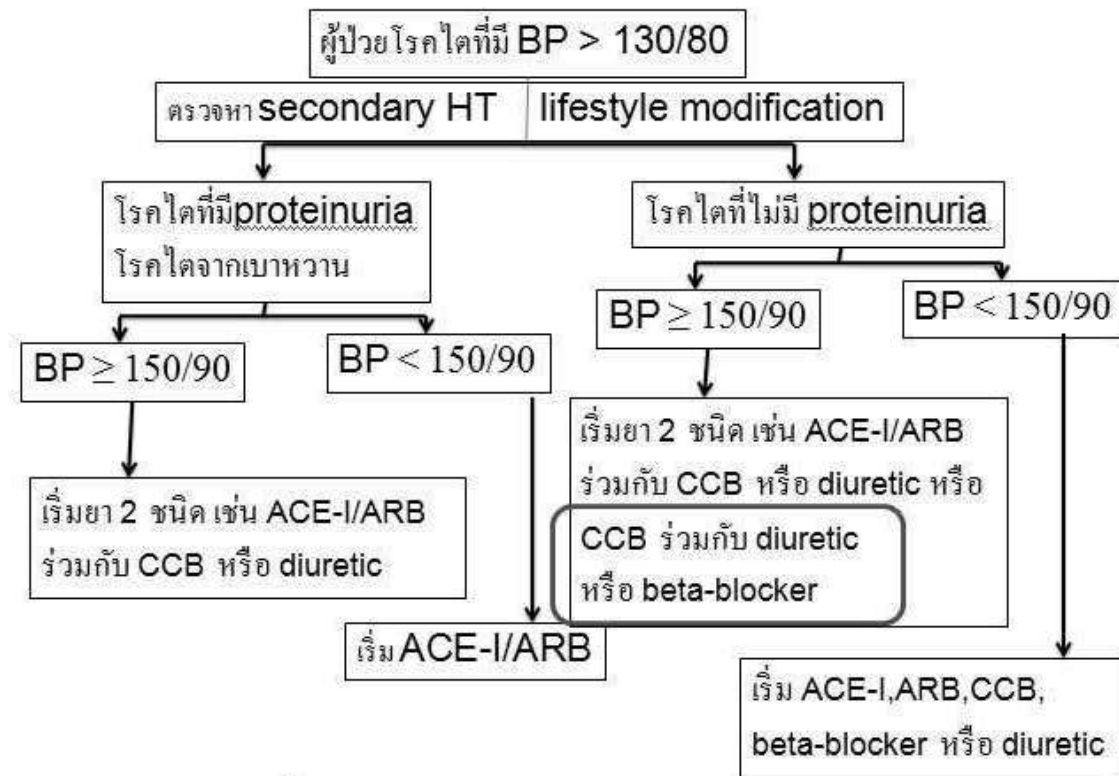 ผู้ป่วยโรคไตที่มี BP > 130/80
ตรวจหา secondary HT
lifestyle modification
โรคไตที่มีproteinuria
โรคไตจากเบาหวาน
โรคไตที่ไม่มี proteinuria
BP ≥ 150/90
BP < 150/90
BP ≥ 150/90
BP < 150/90
เริ่มยา 2 ชนิด เช่น ACE-I/ARB
ร่วมกับ CCB หรือ diuretic
เริ่ม ACE-I/ARB
เริ่มยา 2 ชนิด เช่น ACE-I/ARB
ร่วมกับ CCB หรือ diuretic หรือ
CCB ร่วมกับ diuretic
หรือ beta-blocker
เริ่ม ACE-I,ARB,CCB,
beta-blocker หรือ diuretic